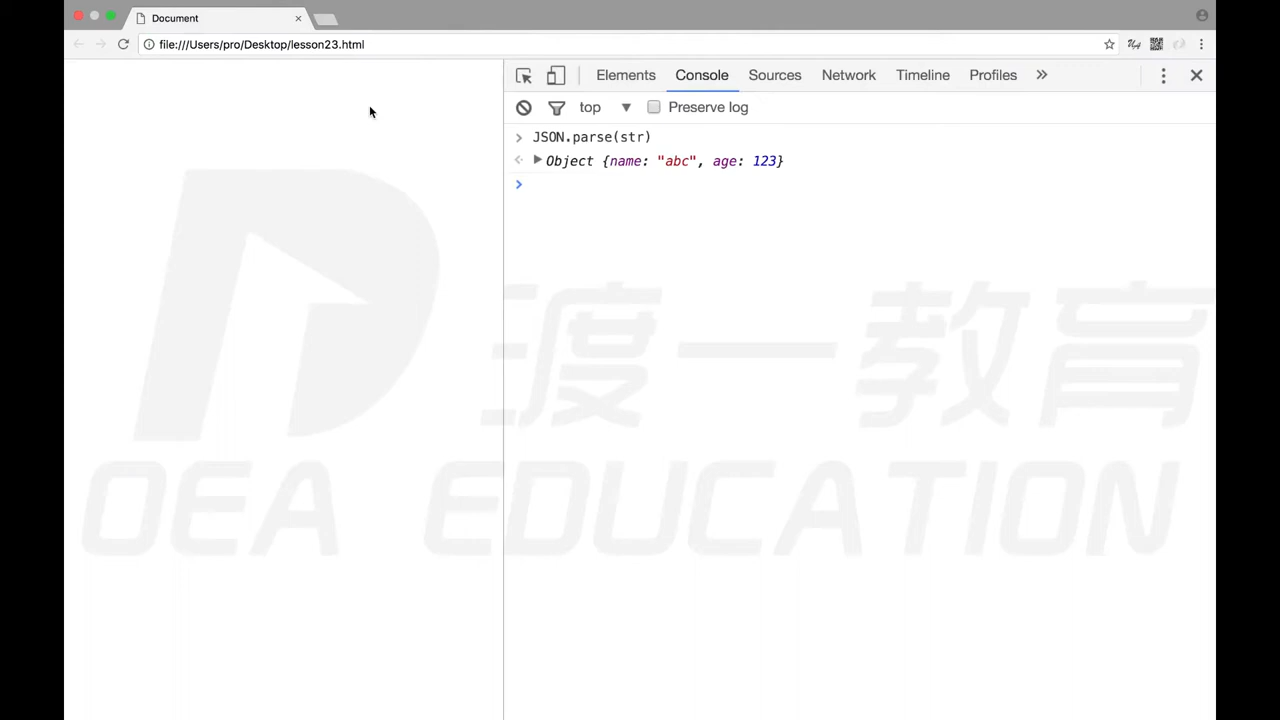 Document
file:///Users/pro/Desktop/lesson23.html
Elements Console Sources Network Timeline Profiles
top Preserve log
JSON.parse(str)
Object {name: "abc", age: 123}
渡一教育
OEA EDUCATION